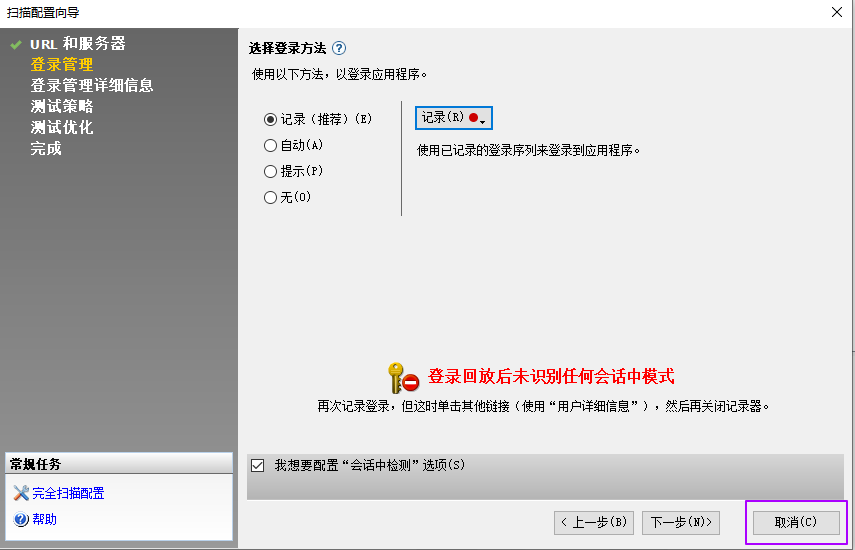 扫描配置向导
URL 和服务器
登录管理
登录管理详细信息
测试策略
测试优化
完成
选择登录方法
使用以下方法，以登录应用程序。
记录（推荐）(E)
自动(A)
提示(P)
无(O)
记录(R)
使用已记录的登录序列来登录到应用程序。
登录回放后未识别任何会话中模式
再次记录登录，但这时单击其他链接（使用“用户详细信息”），然后再关闭记录器。
常规任务
完全扫描配置
帮助
我想要配置“会话中检测”选项(S)
< 上一步(B)
下一步(N)>
取消(C)